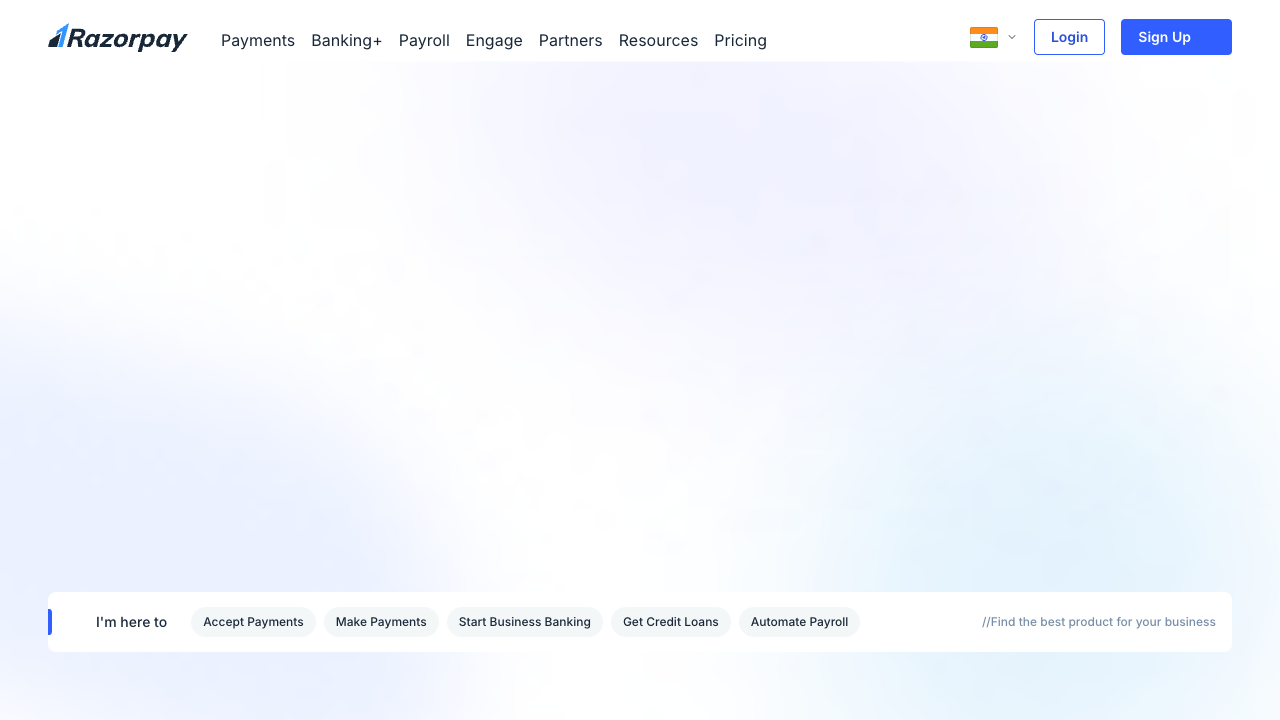 Razorpay
Payments Banking+ Payroll Engage Partners Resources Pricing
Login
Sign Up
I'm here to
Accept Payments
Make Payments
Start Business Banking
Get Credit Loans
Automate Payroll
//Find the best product for your business